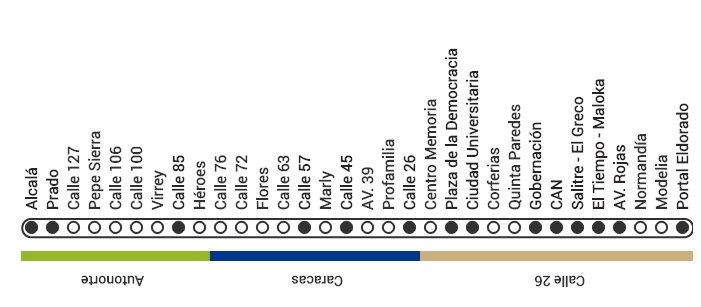 Alcalá
Prado
Calle 127
Pepe Sierra
Calle 106
Calle 100
Virrey
Calle 85
Héroes
Calle 76
Calle 72
Flores
Calle 63
Calle 57
Marly
Calle 45
AV. 39
Profamilia
Calle 26
Centro Memoria
Plaza de la Democracia
Ciudad Universitaria
Corferias
Quinta Paredes
Gobernación
CAN
Salitre - El Greco
El Tiempo - Maloka
AV. Rojas
Normandía
Modelia
Portal Eldorado
Autonorte
Caracas
Calle 26